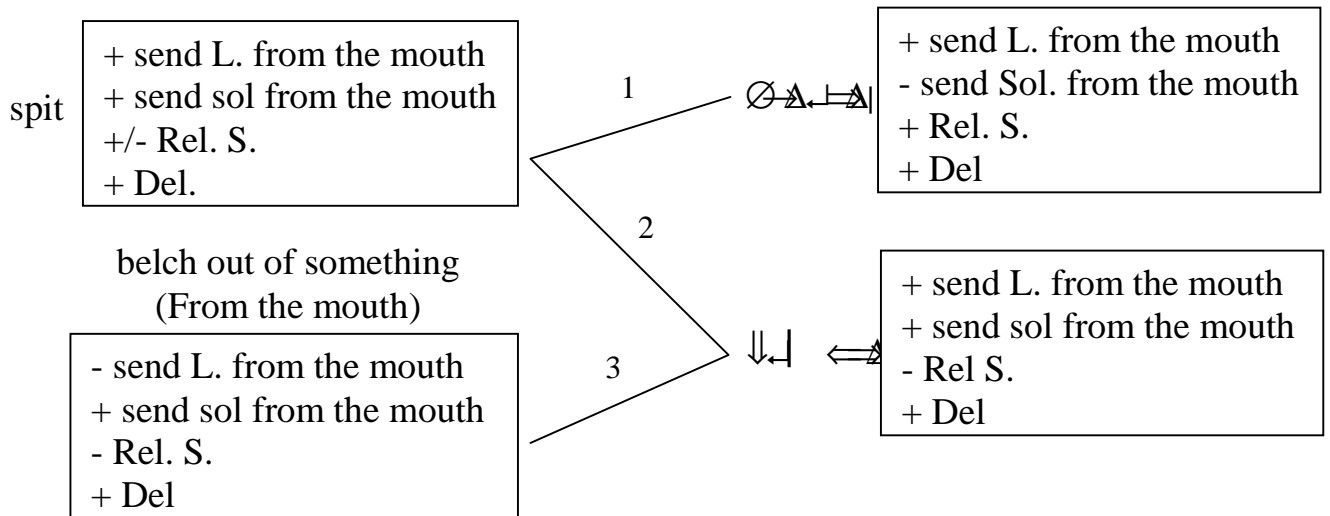 spit
+ send L. from the mouth
+ send sol from the mouth
+/- Rel. S.
+ Del.
1
+ send L. from the mouth
- send Sol. from the mouth
+ Rel. S.
+ Del
2
belch out of something
(From the mouth)
- send L. from the mouth
+ send sol from the mouth
- Rel. S.
+ Del
3
+ send L. from the mouth
+ send sol from the mouth
- Rel S.
+ Del